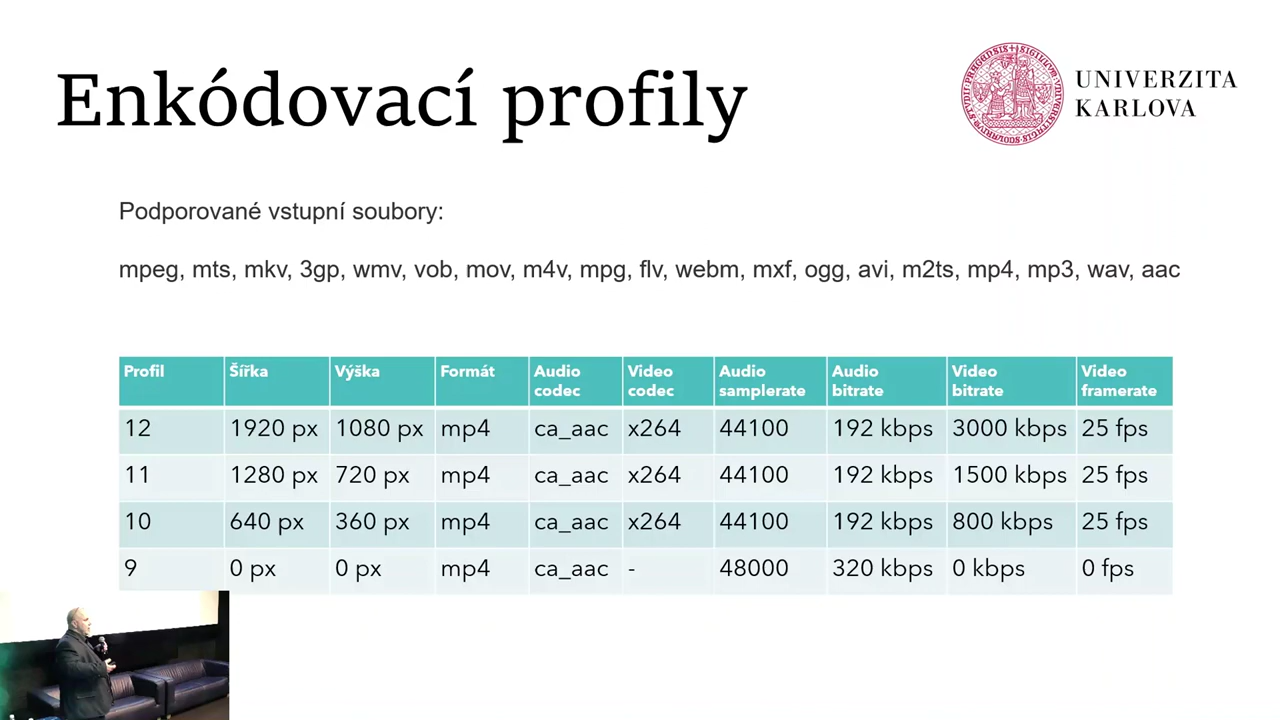 Enkódovací profily
UNIVERZITA
KARLOVA
Podporované vstupní soubory:
mpeg, mts, mkv, 3gp, wmv, vob, mov, m4v, mpg, flv, webm, mxf, ogg, avi, m2ts, mp4, mp3, wav, aac
Profil Šířka Výška Formát Audio codec Video codec Audio samplerate Audio bitrate Video bitrate Video framerate
12 1920 px 1080 px mp4 ca_aac x264 44100 192 kbps 3000 kbps 25 fps
11 1280 px 720 px mp4 ca_aac x264 44100 192 kbps 1500 kbps 25 fps
10 640 px 360 px mp4 ca_aac x264 44100 192 kbps 800 kbps 25 fps
9 0 px 0 px mp4 ca_aac - 48000 320 kbps 0 kbps 0 fps